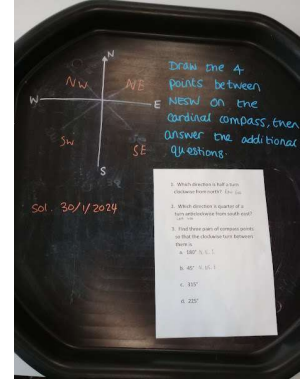 N
NW NE
W E
SW SE
S
Draw the 4
points between
NESW on the
cardinal compass, then
answer the additional
questions.
Sol. 30/1/2024
1. Which direction is half a turn
clockwise from north?
2. Which direction is quarter of a
turn anticlockwise from south-east?
3. Find three pairs of compass points
so that the clockwise turn between
them is
a. 180°
b. 45°
c. 315°
d. 225°